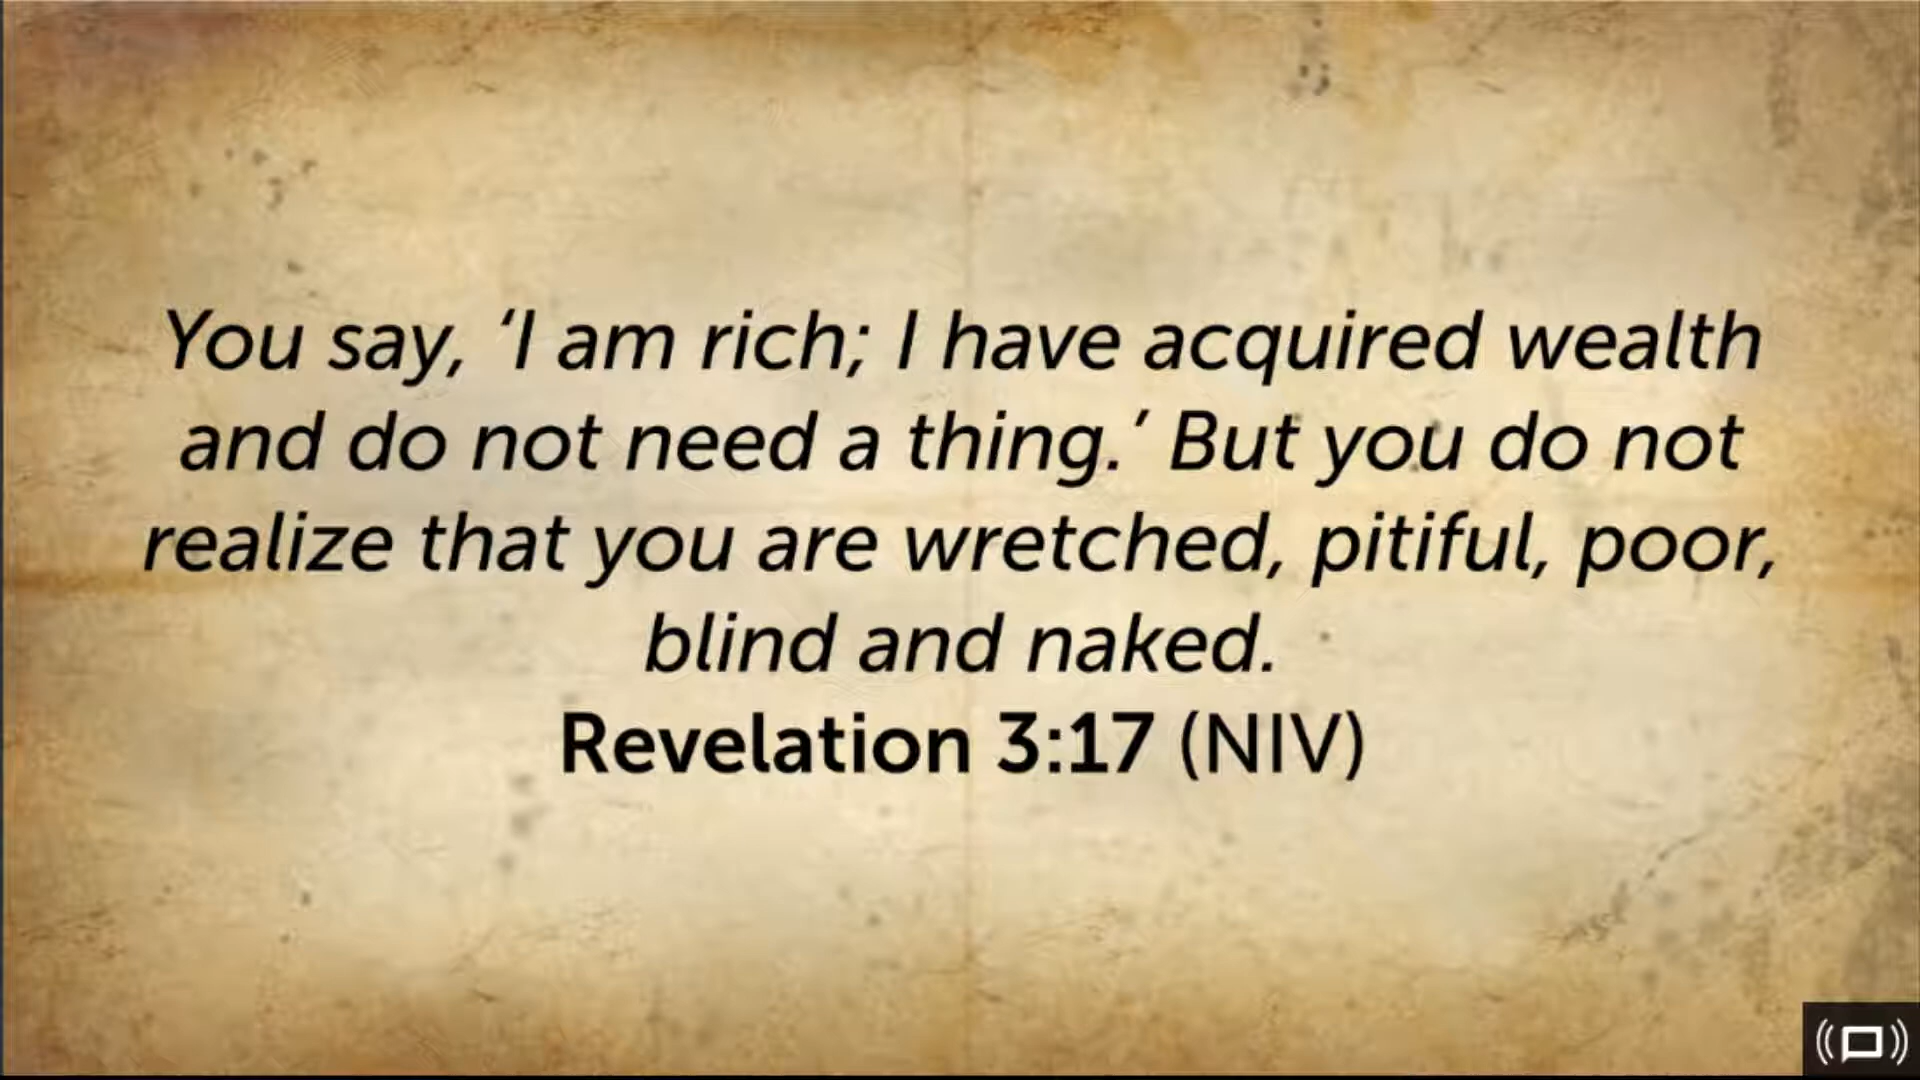 You say, ‘I am rich; I have acquired wealth
and do not need a thing.’ But you do not
realize that you are wretched, pitiful, poor,
blind and naked.
Revelation 3:17 (NIV)